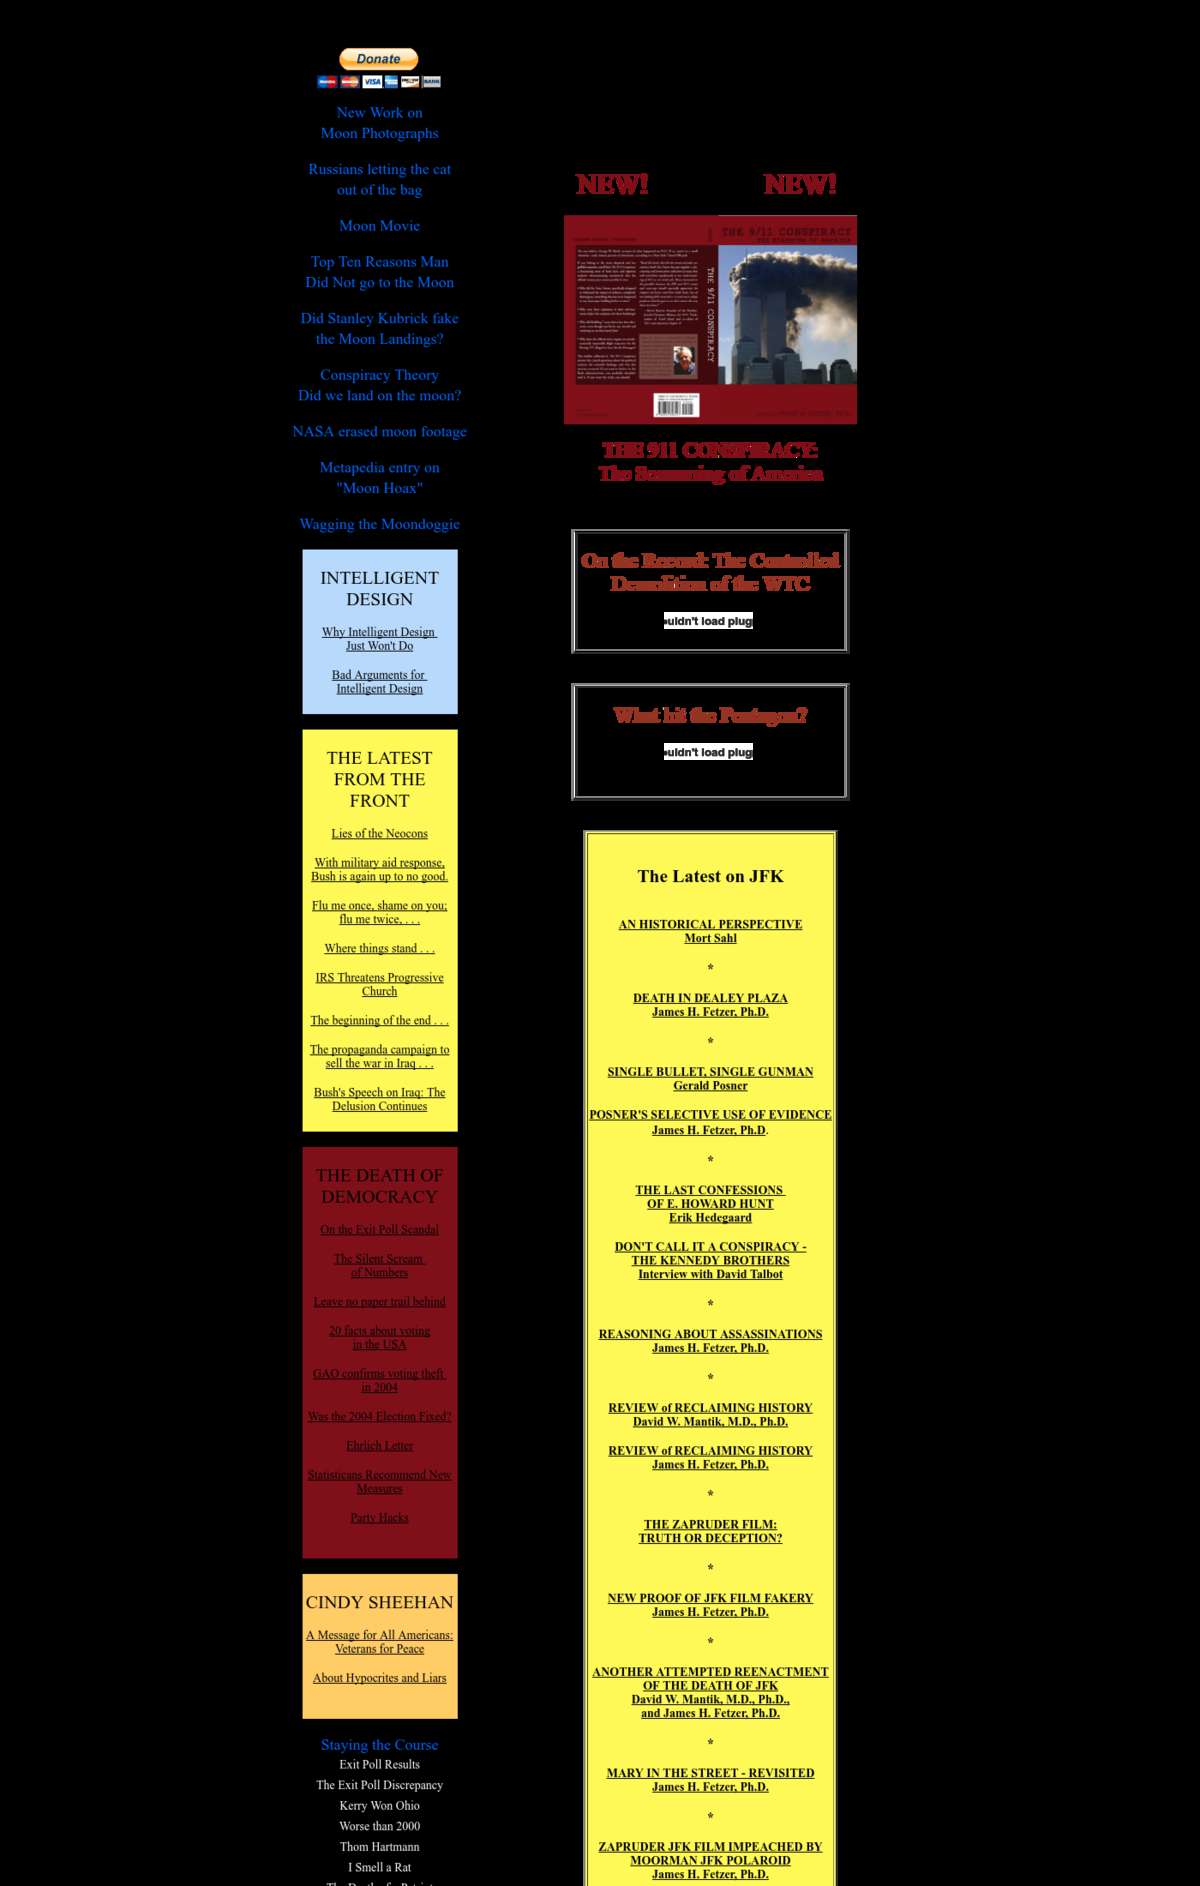 Donate
VISA
New Work on
Moon Photographs
Russians letting the cat
out of the bag
Moon Movie
Top Ten Reasons Man
Did Not go to the Moon
Did Stanley Kubrick fake
the Moon Landings?
Conspiracy Theory
Did we land on the moon?
NASA erased moon footage
Metapedia entry on
"Moon Hoax"
Wagging the Moondoggie
INTELLIGENT
DESIGN
Why Intelligent Design
Just Won't Do
Bad Arguments for
Intelligent Design
THE LATEST
FROM THE
FRONT
Lies of the Neocons
With military aid response,
Bush is again up to no good.
Flu me once, shame on you;
flu me twice, . . .
Where things stand . . .
IRS Threatens Progressive
Church
The beginning of the end . . .
The propaganda campaign to
sell the war in Iraq . . .
Bush's Speech on Iraq: The
Delusion Continues
THE DEATH OF
DEMOCRACY
On the Exit Poll Scandal
The Silent Scream
of Numbers
Leave no paper trail behind
20 facts about voting
in the USA
GAO confirms voting theft
in 2004
Was the 2004 Election Fixed?
Ehrlich Letter
Statisticans Recommend New
Measures
Party Hacks
CINDY SHEEHAN
A Message for All Americans:
Veterans for Peace
About Hypocrites and Liars
Staying the Course
Exit Poll Results
The Exit Poll Discrepancy
Kerry Won Ohio
Worse than 2000
Thom Hartmann
I Smell a Rat
NEW! NEW!
THE 9/11 CONSPIRACY
THE SCAMMING OF AMERICA
THE 9/11 CONSPIRACY
THE 911 CONSPIRACY:
The Scamming of America
On the Record: The Controlled
Demolition of the WTC
ouldn't load plug
What hit the Pentagon?
ouldn't load plug
The Latest on JFK
AN HISTORICAL PERSPECTIVE
Mort Sahl
*
DEATH IN DEALEY PLAZA
James H. Fetzer, Ph.D.
*
SINGLE BULLET, SINGLE GUNMAN
Gerald Posner
POSNER'S SELECTIVE USE OF EVIDENCE
James H. Fetzer, Ph.D.
*
THE LAST CONFESSIONS
OF E. HOWARD HUNT
Erik Hedegaard
DON'T CALL IT A CONSPIRACY -
THE KENNEDY BROTHERS
Interview with David Talbot
*
REASONING ABOUT ASSASSINATIONS
James H. Fetzer, Ph.D.
*
REVIEW of RECLAIMING HISTORY
David W. Mantik, M.D., Ph.D.
REVIEW of RECLAIMING HISTORY
James H. Fetzer, Ph.D.
*
THE ZAPRUDER FILM:
TRUTH OR DECEPTION?
*
NEW PROOF OF JFK FILM FAKERY
James H. Fetzer, Ph.D.
*
ANOTHER ATTEMPTED REENACTMENT
OF THE DEATH OF JFK
David W. Mantik, M.D., Ph.D.,
and James H. Fetzer, Ph.D.
*
MARY IN THE STREET - REVISITED
James H. Fetzer, Ph.D.
*
ZAPRUDER JFK FILM IMPEACHED BY
MOORMAN JFK POLAROID
James H. Fetzer, Ph.D.